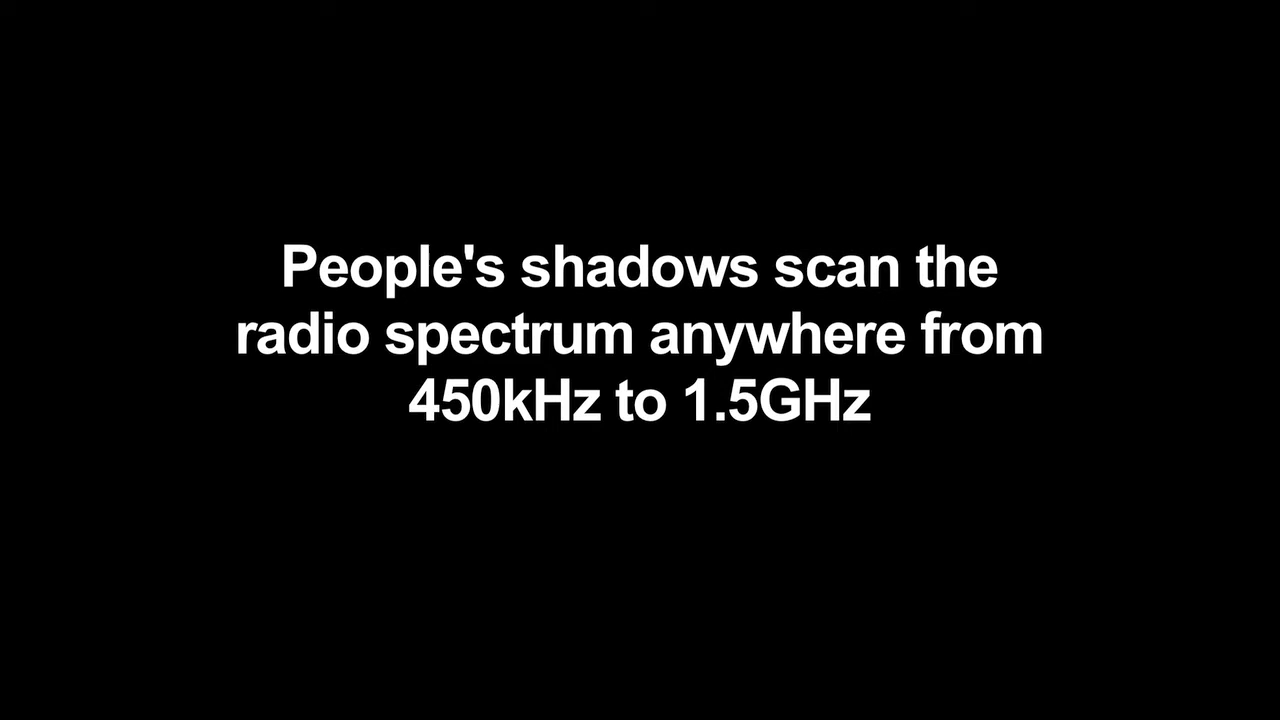 People's shadows scan the
radio spectrum anywhere from
450kHz to 1.5GHz